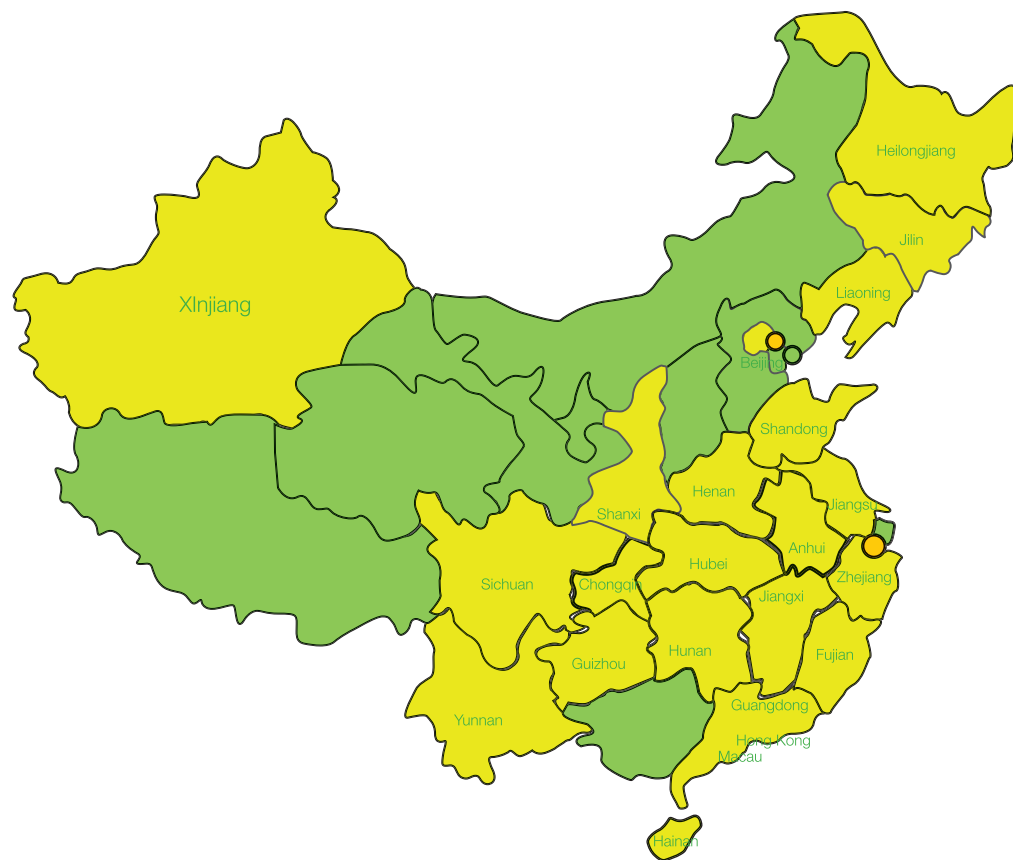 Heilongjiang
Jilin
Liaoning
XInjiang
Beijing
Shandong
Henan
Jiangsu
Shanxi
Anhui
Hubei
Zhejiang
Sichuan
Chongqin
Jiangxi
Hunan
Fujian
Guizhou
Guangdong
Yunnan
Hong Kong
Macau
Hainan